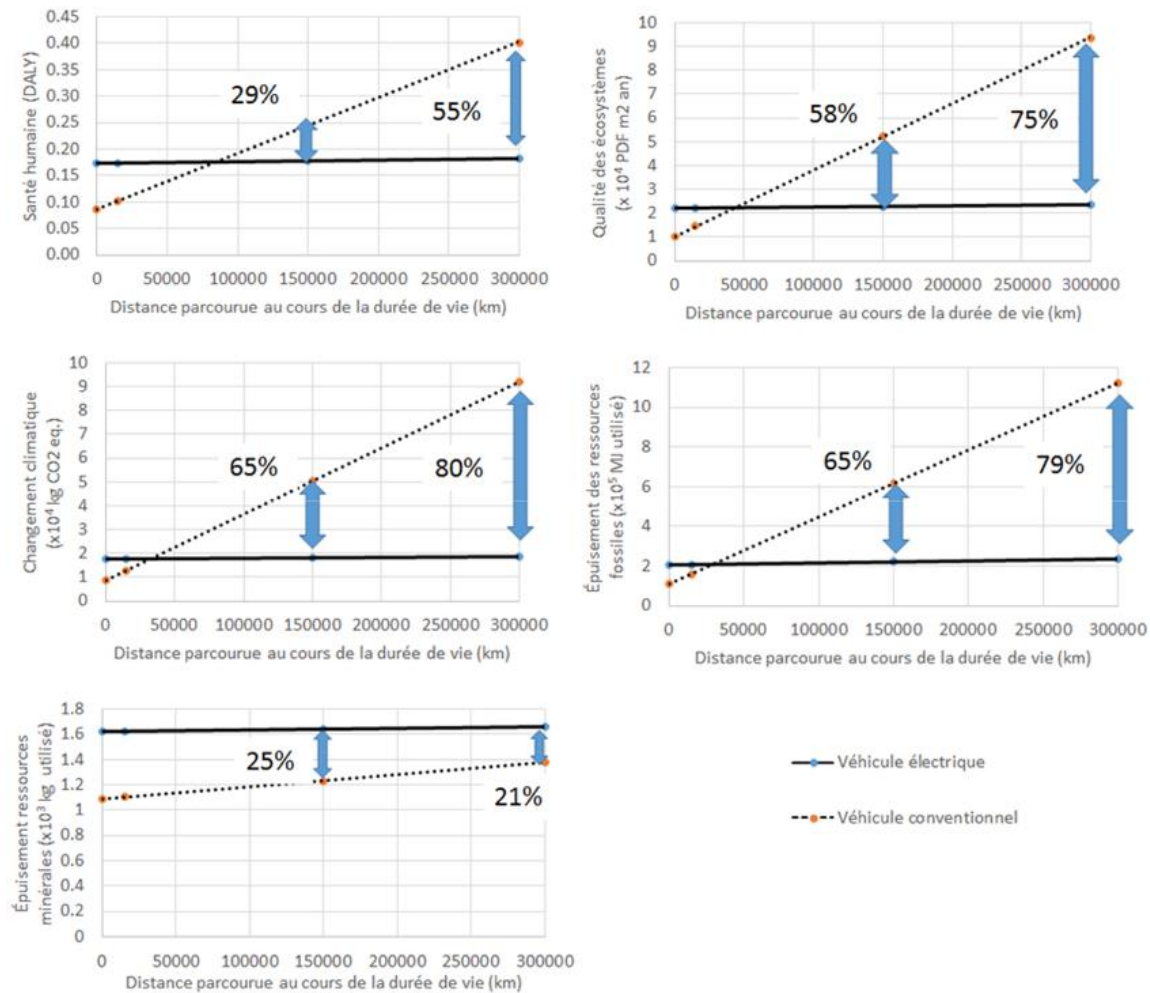 Santé humaine (DALY)
0.45
0.40
0.35
0.30
0.25
0.20
0.15
0.10
0.05
0.00
29%
55%
0 50000 100000 150000 200000 250000 300000
Distance parcourue au cours de la durée de vie (km)
Qualité des écosystèmes
(x 10⁴ PDF m2 an)
10
9
8
7
6
5
4
3
2
1
0
58%
75%
0 50000 100000 150000 200000 250000 300000
Distance parcourue au cours de la durée de vie (km)
Changement climatique
(x10⁴ kg CO2 eq.)
10
9
8
7
6
5
4
3
2
1
0
65%
80%
0 50000 100000 150000 200000 250000 300000
Distance parcourue au cours de la durée de vie (km)
Épuisement des ressources
fossiles (x10⁵ MJ utilisé)
12
10
8
6
4
2
0
65%
79%
0 50000 100000 150000 200000 250000 300000
Distance parcourue au cours de la durée de vie (km)
Épuisement ressources
minérales (x10³ kg utilisé)
1.8
1.6
1.4
1.2
1
0.8
0.6
0.4
0.2
0
25%
21%
0 50000 100000 150000 200000 250000 300000
Distance parcourue au cours de la durée de vie (km)
Véhicule électrique
Véhicule conventionnel